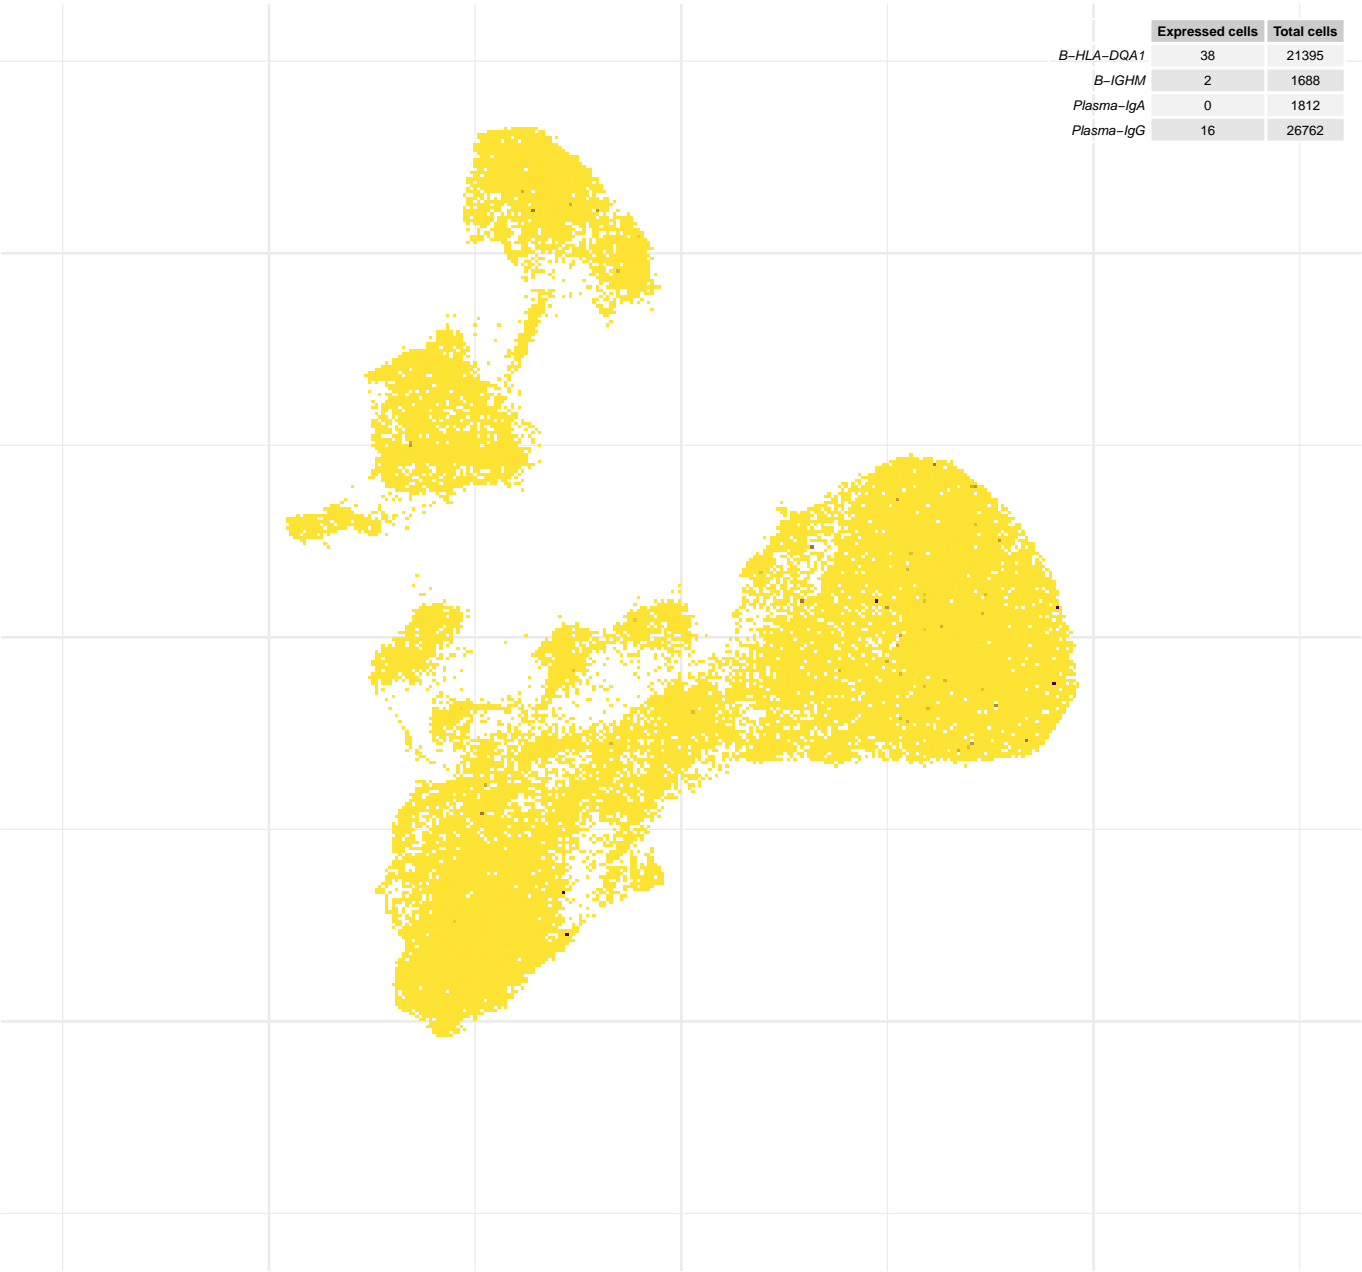 Expressed cells Total cells
B-HLA-DQA1 38 21395
B-IGHM 2 1688
Plasma-IgA 0 1812
Plasma-IgG 16 26762